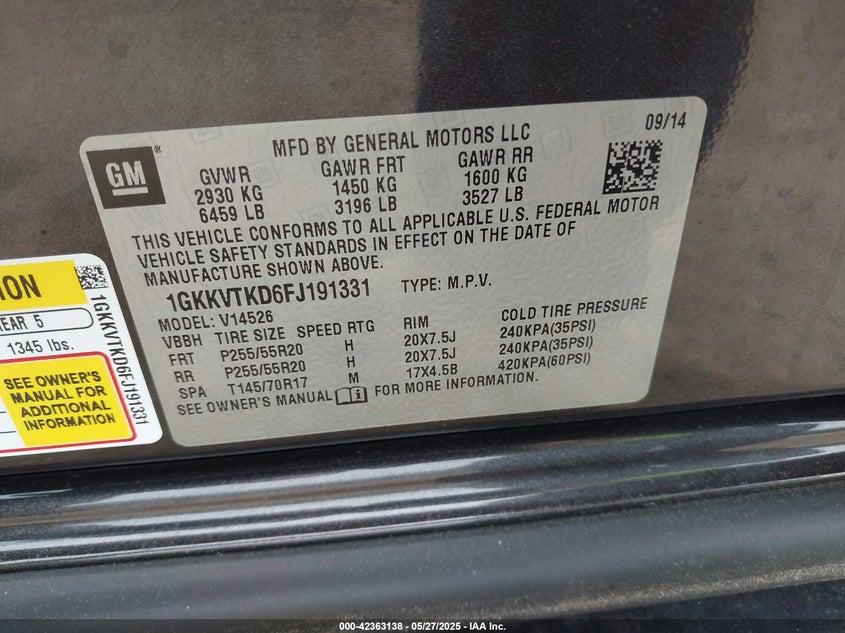 MFD BY GENERAL MOTORS LLC
09/14
GM
®
GVWR GAWR FRT GAWR RR
2930 KG 1450 KG 1600 KG
6459 LB 3196 LB 3527 LB
THIS VEHICLE CONFORMS TO ALL APPLICABLE U.S. FEDERAL MOTOR
VEHICLE SAFETY STANDARDS IN EFFECT ON THE DATE OF
MANUFACTURE SHOWN ABOVE.
1GKKVTKD6FJ191331 TYPE: M.P.V.
MODEL: V14526
VBBH TIRE SIZE SPEED RTG RIM COLD TIRE PRESSURE
FRT P255/55R20 H 20X7.5J 240KPA(35PSI)
RR P255/55R20 H 20X7.5J 240KPA(35PSI)
SPA T145/70R17 M 17X4.5B 420KPA(60PSI)
SEE OWNER'S MANUAL FOR MORE INFORMATION.
ION
EAR 5
1345 lbs.
SEE OWNER'S
MANUAL FOR
ADDITIONAL
INFORMATION
1GKKVTKD6FJ191331
000-42363138 - 05/27/2025 - IAA Inc.